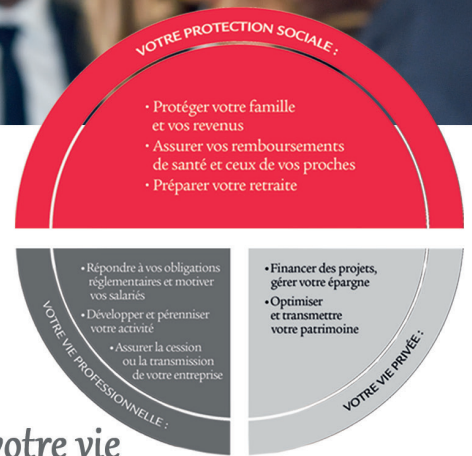 VOTRE PROTECTION SOCIALE :
• Protéger votre famille
et vos revenus
• Assurer vos remboursements
de santé et ceux de vos proches
• Préparer votre retraite
• Répondre à vos obligations
réglementaires et motiver
vos salariés
• Développer et pérenniser
votre activité
• Assurer la cession
ou la transmission
de votre entreprise
VOTRE VIE PROFESSIONNELLE :
• Financer des projets,
gérer votre épargne
• Optimiser
et transmettre
votre patrimoine
VOTRE VIE PRIVÉE :
votre vie